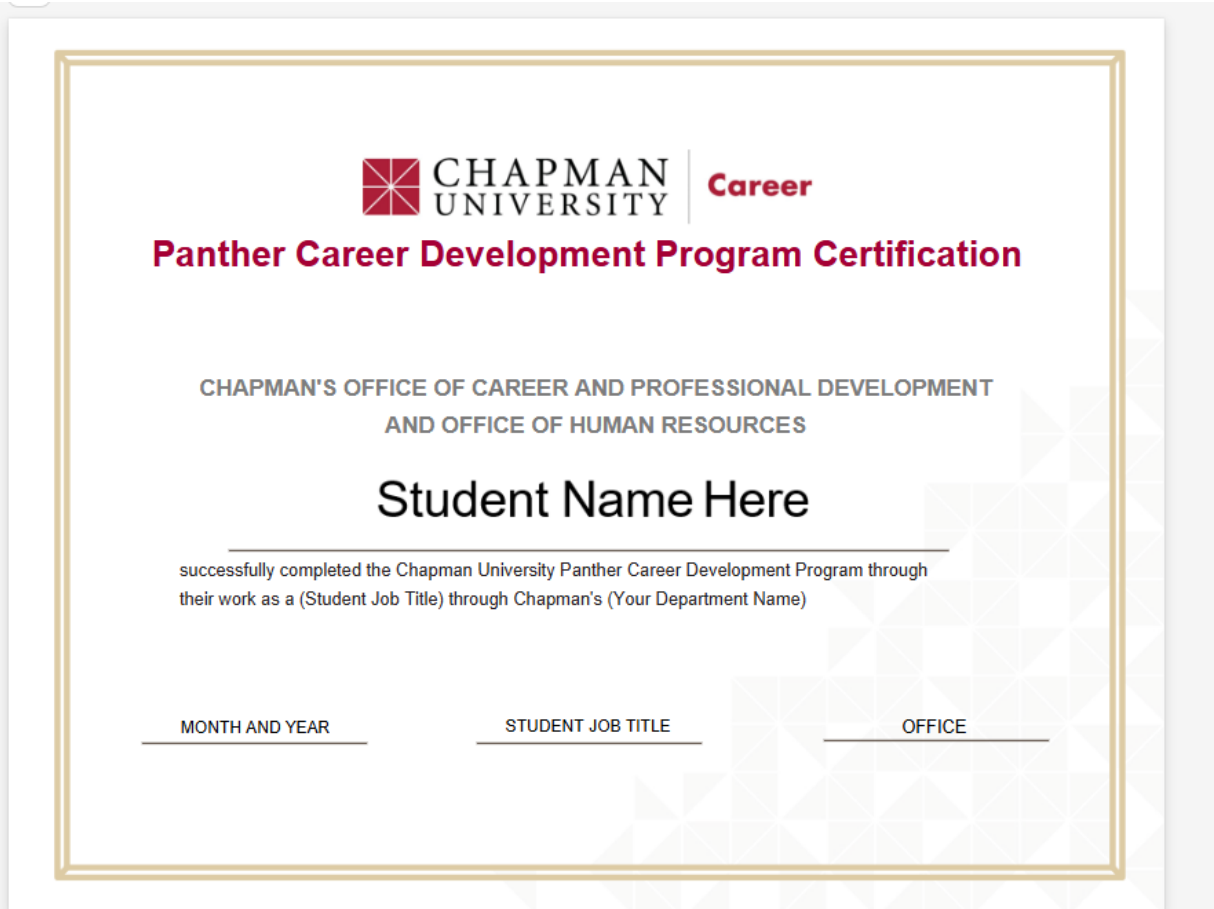 CHAPMAN
UNIVERSITY
Career
Panther Career Development Program Certification
CHAPMAN'S OFFICE OF CAREER AND PROFESSIONAL DEVELOPMENT
AND OFFICE OF HUMAN RESOURCES
Student Name Here
successfully completed the Chapman University Panther Career Development Program through
their work as a (Student Job Title) through Chapman's (Your Department Name)
MONTH AND YEAR
STUDENT JOB TITLE
OFFICE